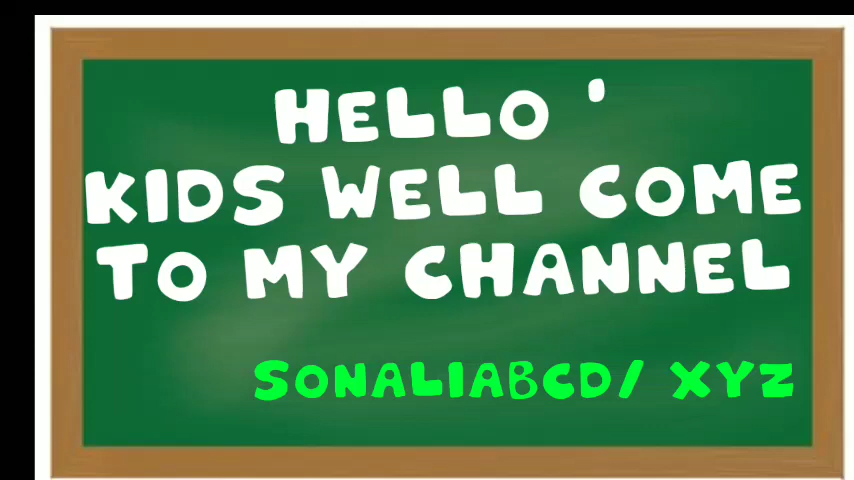 HELLO '
KIDS WELL COME
TO MY CHANNEL
SONALIABCD/ XYZ